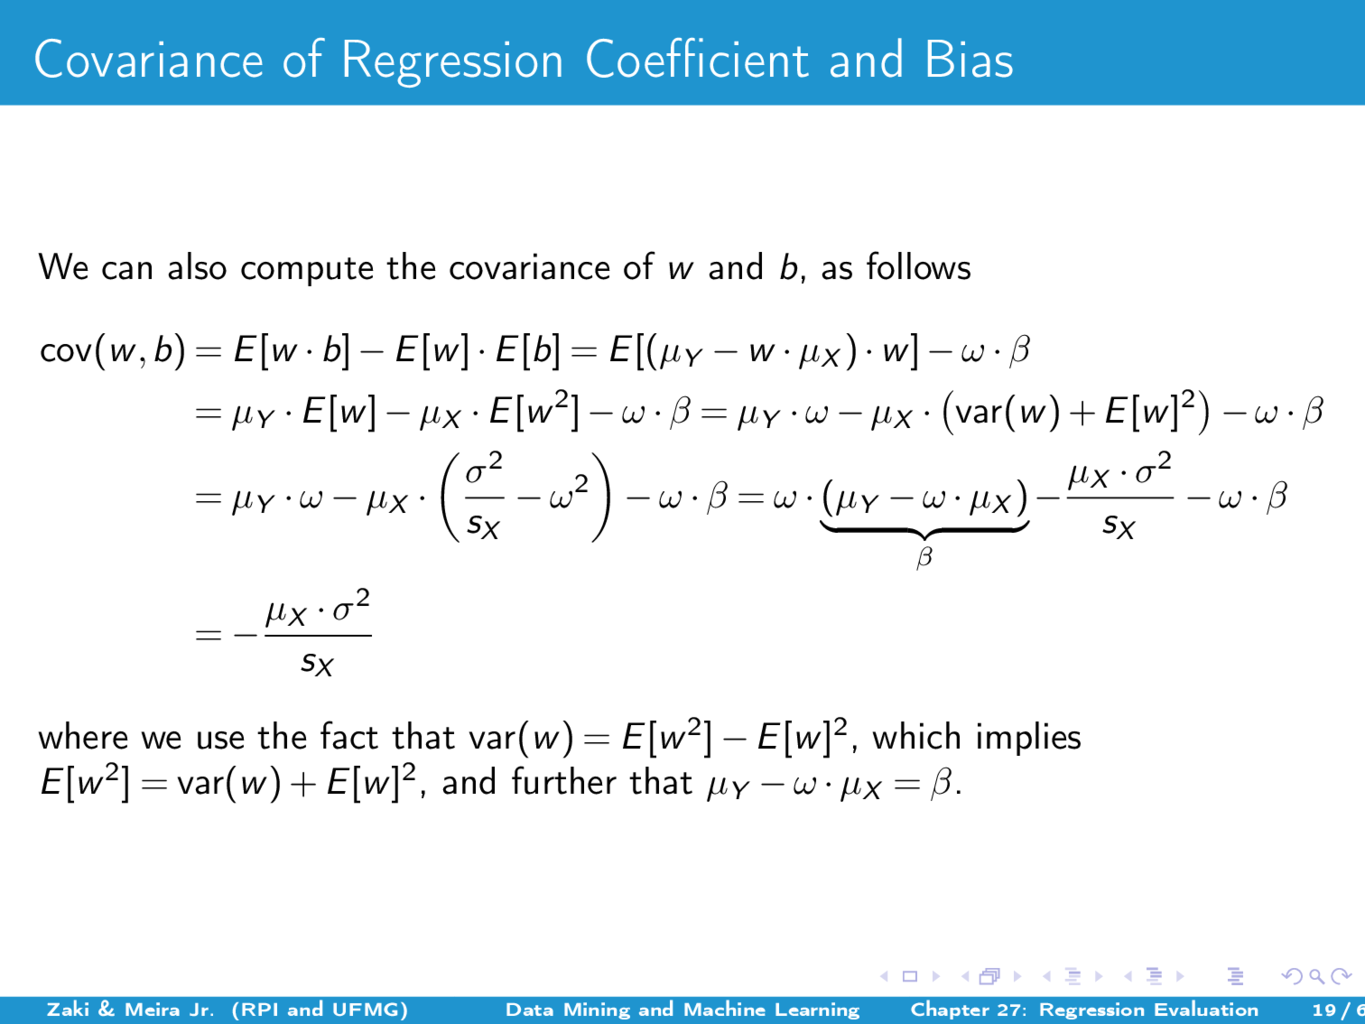 Covariance of Regression Coefficient and Bias
We can also compute the covariance of w and b, as follows
cov(w, b) = E[w · b] − E[w] · E[b] = E[(μ_Y − w · μ_X) · w] − ω · β
= μ_Y · E[w] − μ_X · E[w²] − ω · β = μ_Y · ω − μ_X · (var(w) + E[w]²) − ω · β
= μ_Y · ω − μ_X · (σ²/s_X − ω²) − ω · β = ω · (μ_Y − ω · μ_X) − μ_X · σ²/s_X − ω · β
β
= − μ_X · σ²/s_X
where we use the fact that var(w) = E[w²] − E[w]², which implies
E[w²] = var(w) + E[w]², and further that μ_Y − ω · μ_X = β.
Zaki & Meira Jr. (RPI and UFMG) Data Mining and Machine Learning Chapter 27: Regression Evaluation 19 / 6